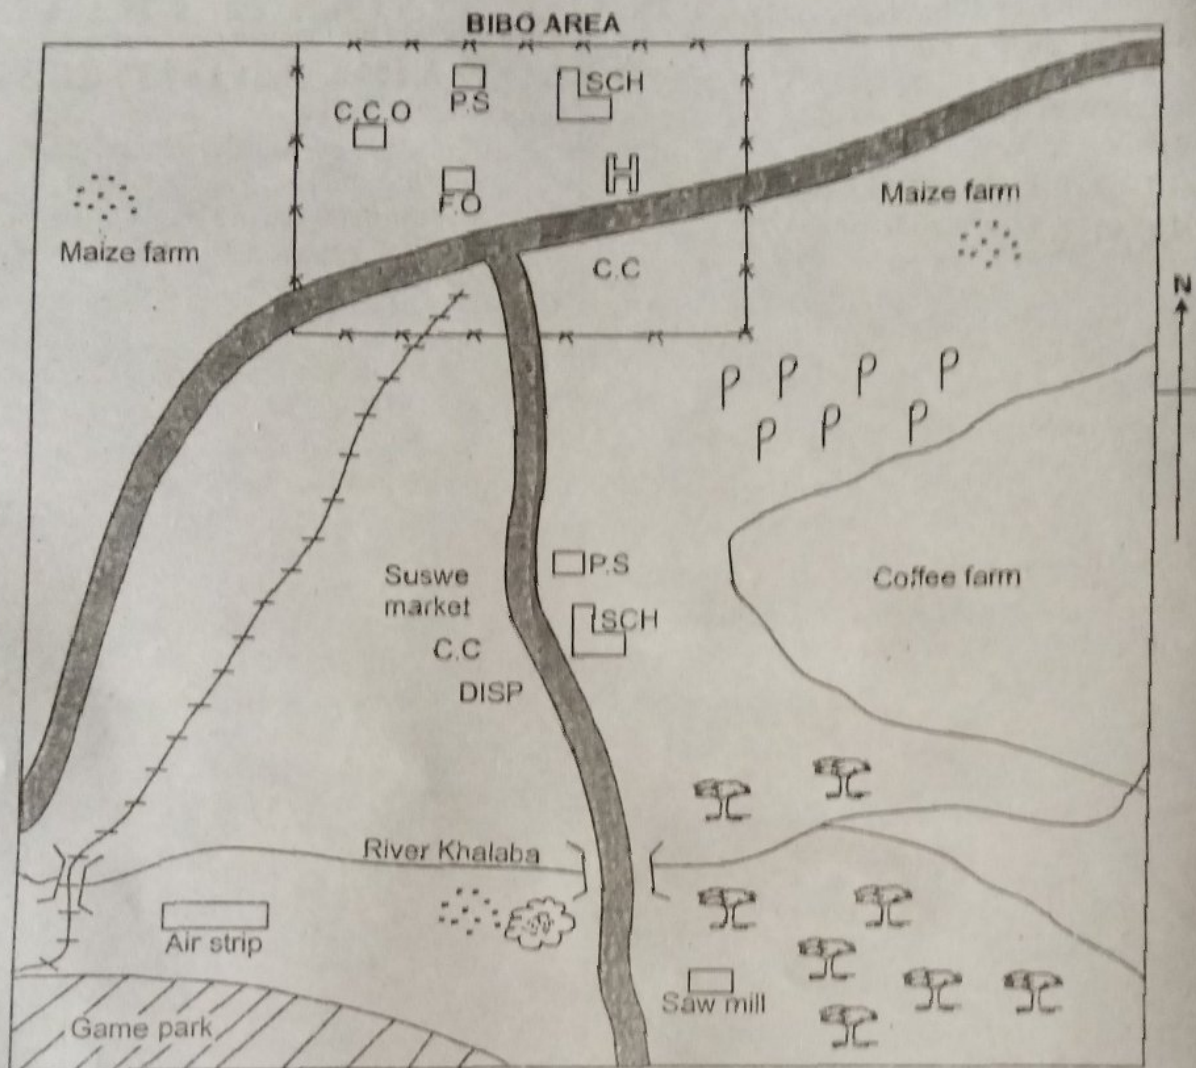 BIBO AREA
SCH
P.S
C.C.O
H
F.O
Maize farm
Maize farm
C.C
N
P P P P
P P P
P.S
Suswe
market
Coffee farm
SCH
C.C
DISP
River Khalaba
Air strip
Saw mill
Game park